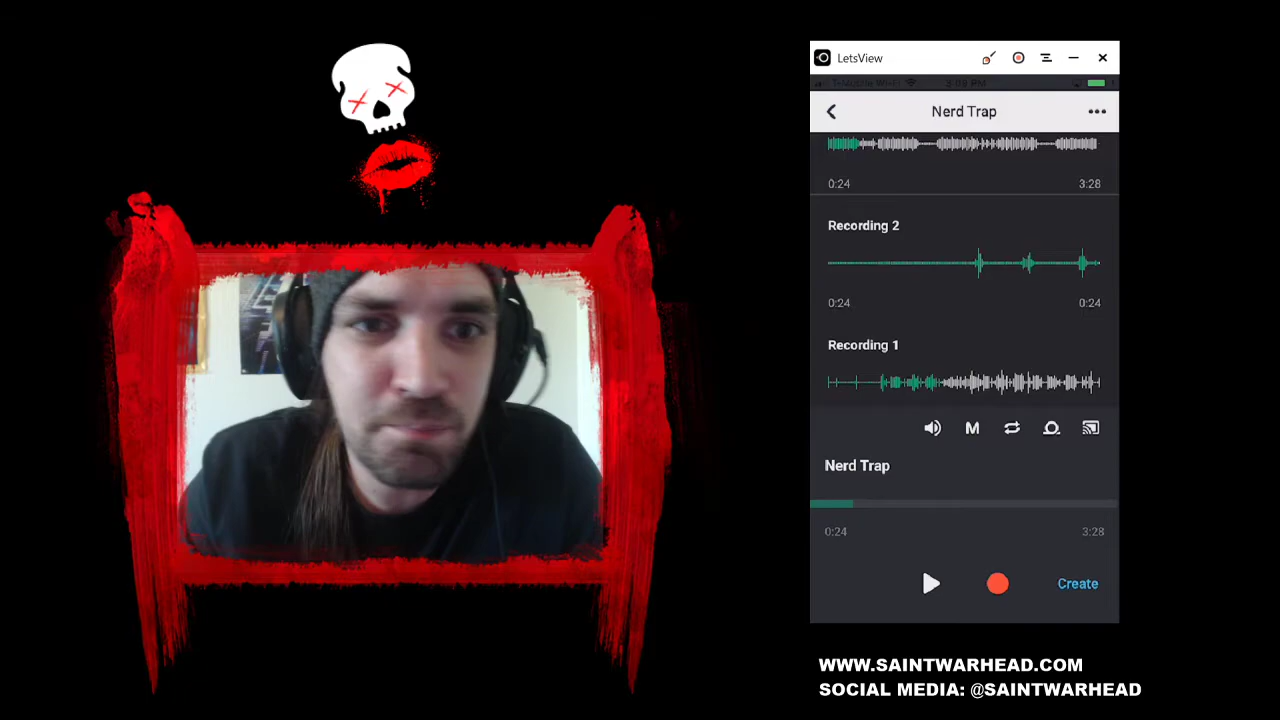 LetsView
Nerd Trap
0:24
3:28
Recording 2
0:24
0:24
Recording 1
M
Nerd Trap
0:24
3:28
Create
WWW.SAINTWARHEAD.COM
SOCIAL MEDIA: @SAINTWARHEAD